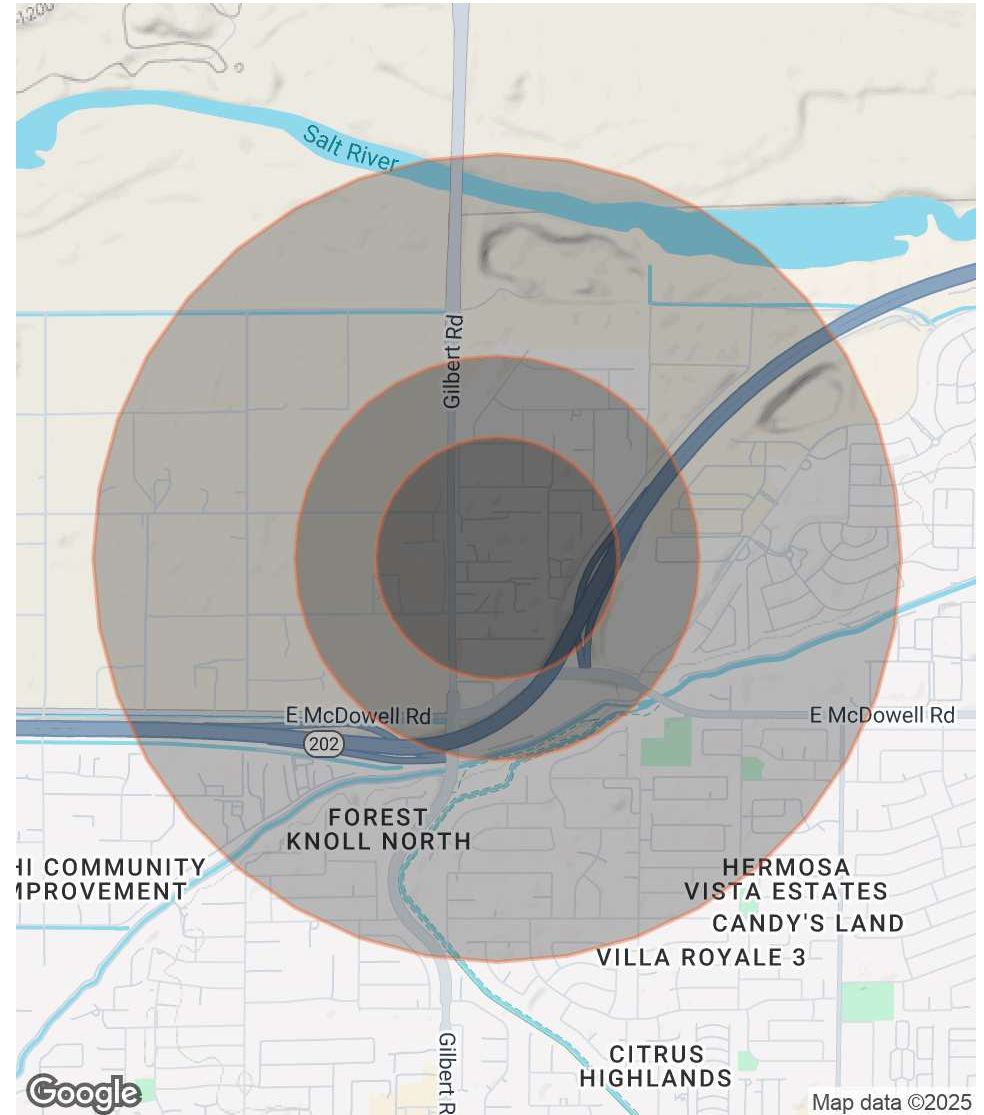 1200
Salt River
Gilbert Rd
E McDowell Rd
E McDowell Rd
202
FOREST
KNOLL NORTH
HI COMMUNITY
MPROVEMENT
HERMOSA
VISTA ESTATES
CANDY'S LAND
VILLA ROYALE 3
CITRUS
HIGHLANDS
Gilbert R
Google
Map data ©2025